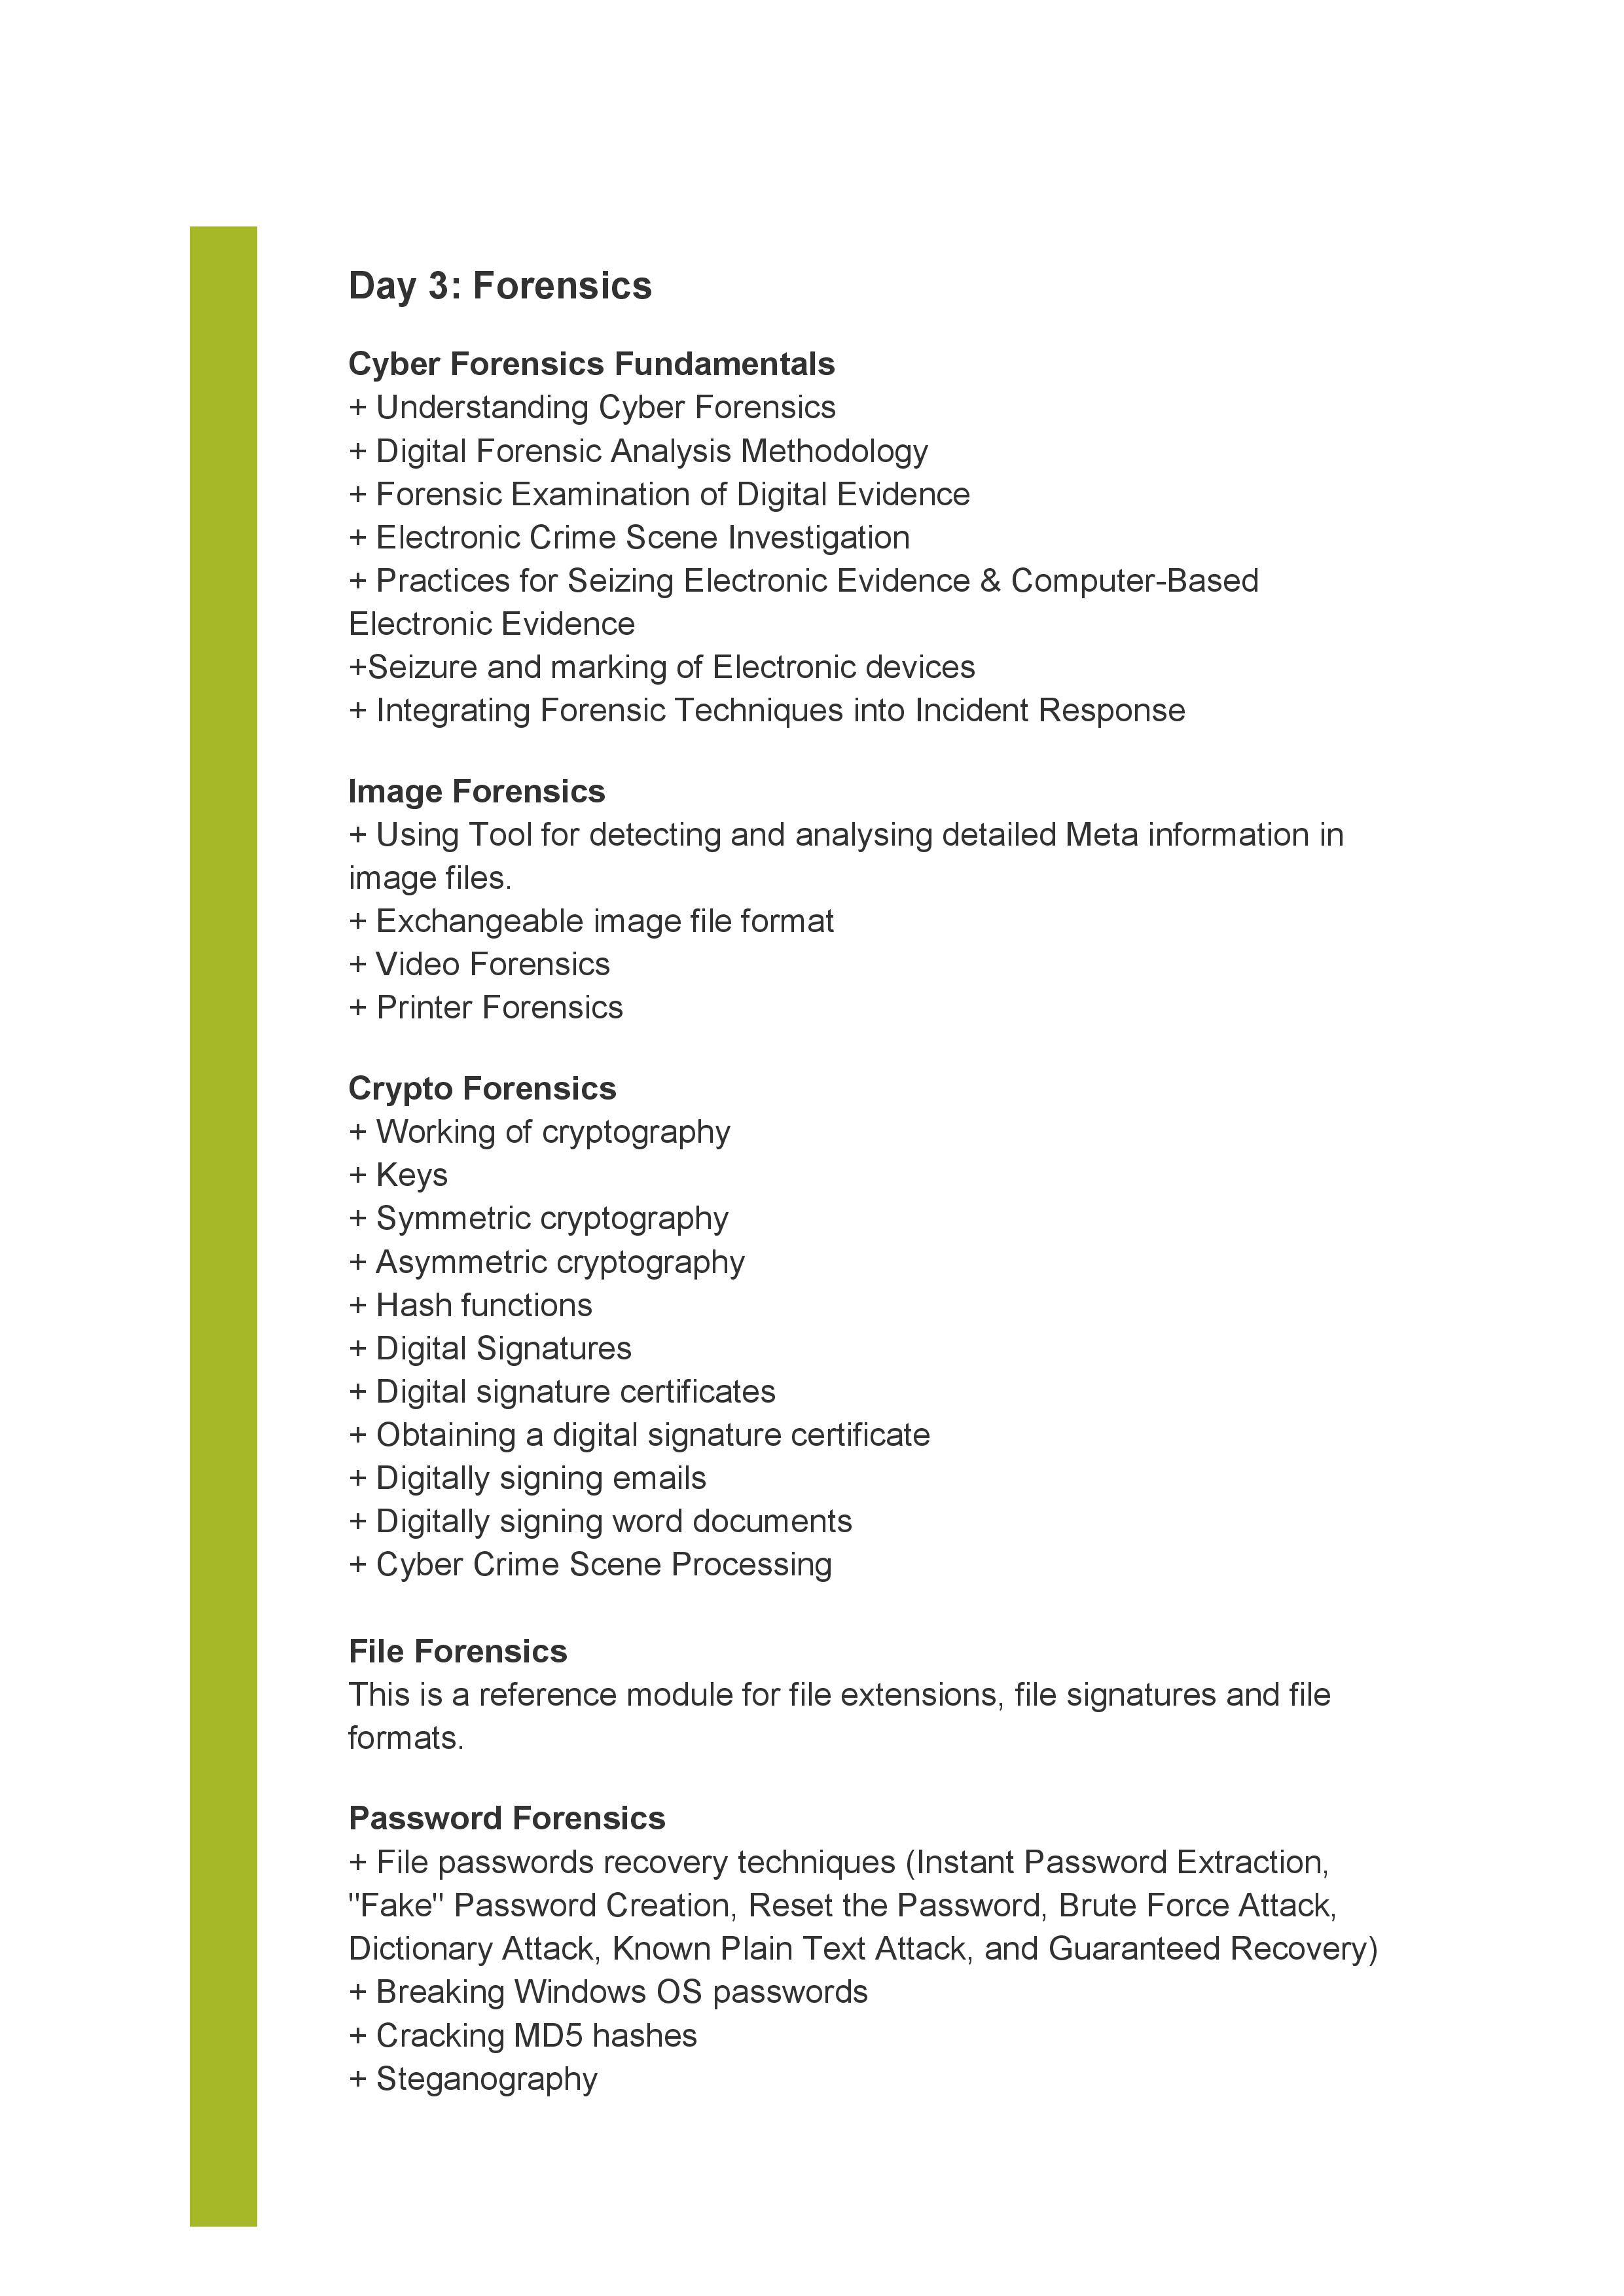 Day 3: Forensics
Cyber Forensics Fundamentals
+ Understanding Cyber Forensics
+ Digital Forensic Analysis Methodology
+ Forensic Examination of Digital Evidence
+ Electronic Crime Scene Investigation
+ Practices for Seizing Electronic Evidence & Computer-Based
Electronic Evidence
+Seizure and marking of Electronic devices
+ Integrating Forensic Techniques into Incident Response
Image Forensics
+ Using Tool for detecting and analysing detailed Meta information in
image files.
+ Exchangeable image file format
+ Video Forensics
+ Printer Forensics
Crypto Forensics
+ Working of cryptography
+ Keys
+ Symmetric cryptography
+ Asymmetric cryptography
+ Hash functions
+ Digital Signatures
+ Digital signature certificates
+ Obtaining a digital signature certificate
+ Digitally signing emails
+ Digitally signing word documents
+ Cyber Crime Scene Processing
File Forensics
This is a reference module for file extensions, file signatures and file
formats.
Password Forensics
+ File passwords recovery techniques (Instant Password Extraction,
"Fake" Password Creation, Reset the Password, Brute Force Attack,
Dictionary Attack, Known Plain Text Attack, and Guaranteed Recovery)
+ Breaking Windows OS passwords
+ Cracking MD5 hashes
+ Steganography